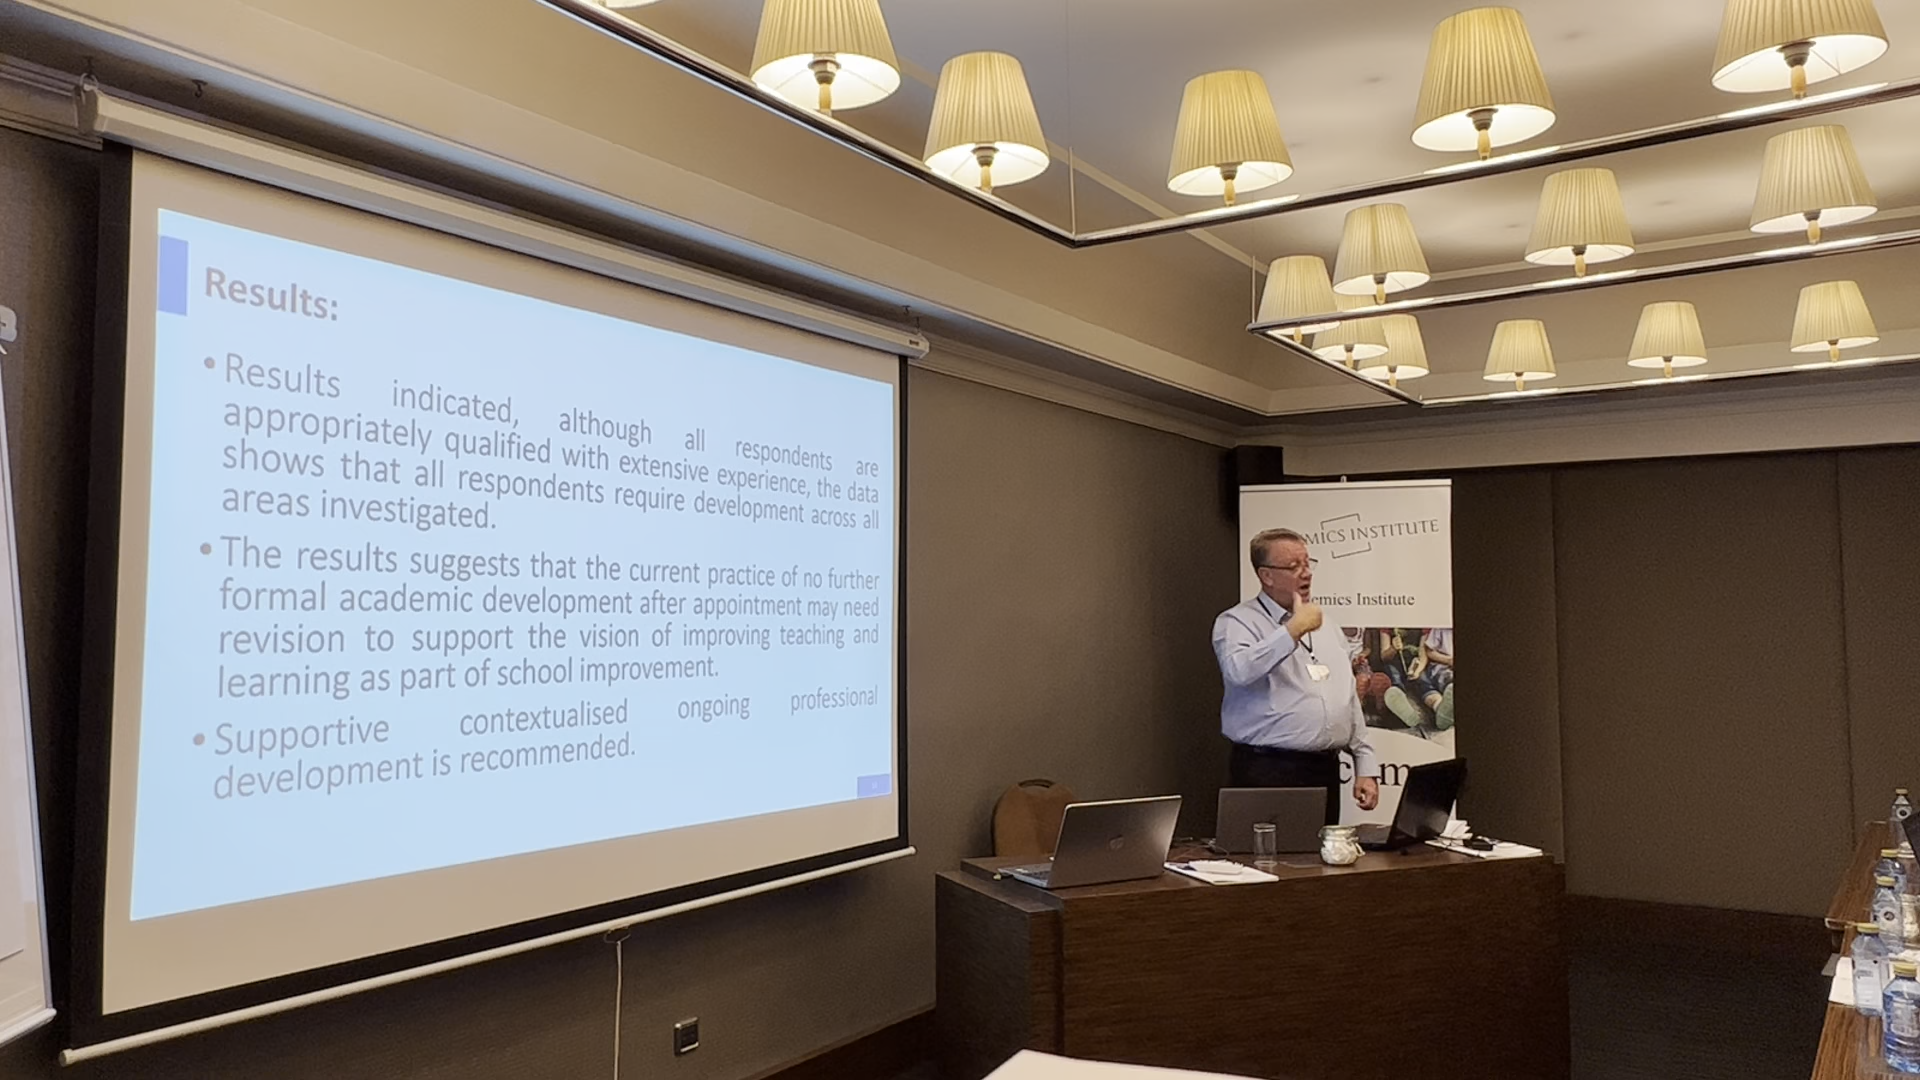 Results:
• Results indicated, although all respondents are
appropriately qualified with extensive experience, the data
shows that all respondents require development across all
areas investigated.
• The results suggests that the current practice of no further
formal academic development after appointment may need
revision to support the vision of improving teaching and
learning as part of school improvement.
• Supportive contextualised ongoing professional
development is recommended.
MICS INSTITUTE
emics Institute